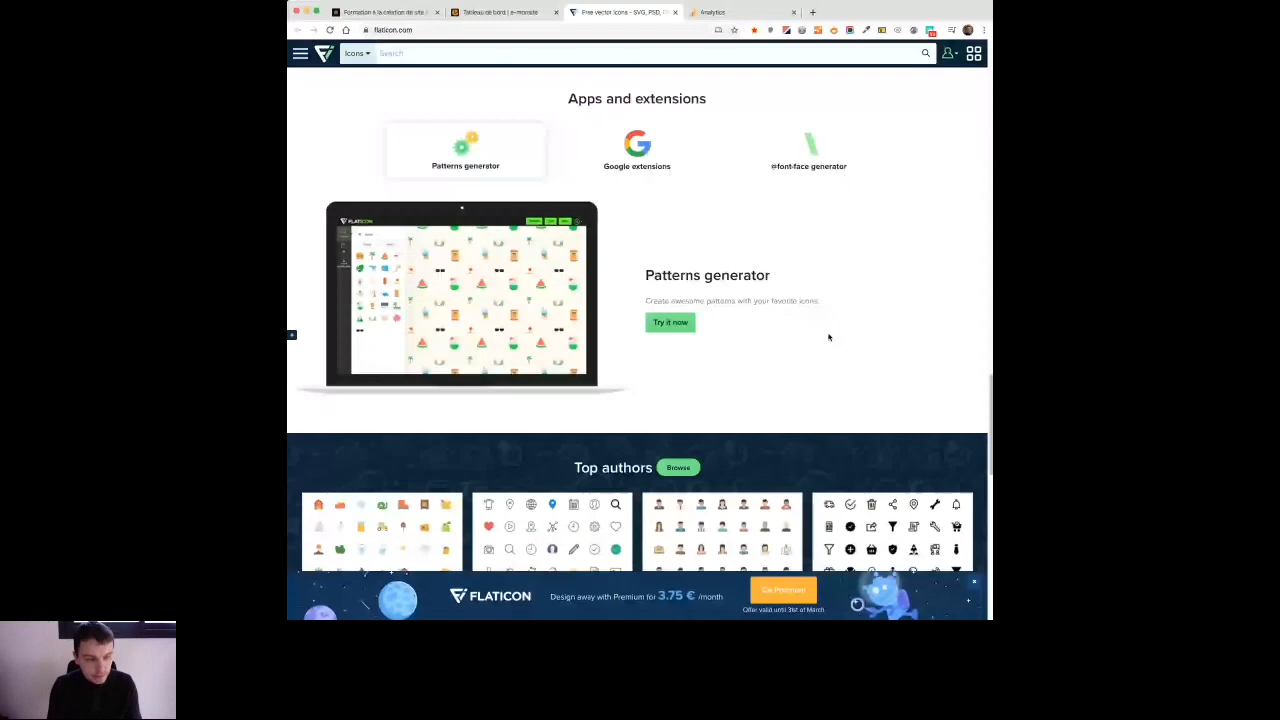 Formation à la création de site
Tableau de bord | e-monsite
Free vector icons - SVG, PSD,
Analytics
flaticon.com
Icons
Search
Apps and extensions
Patterns generator
Google extensions
@font-face generator
FLATICON
Patterns generator
Create awesome patterns with your favorite icons.
Try it now
Top authors
Browse
FLATICON
Design away with Premium for 3.75 € /month
Go Premium
Offer valid until 31st of March